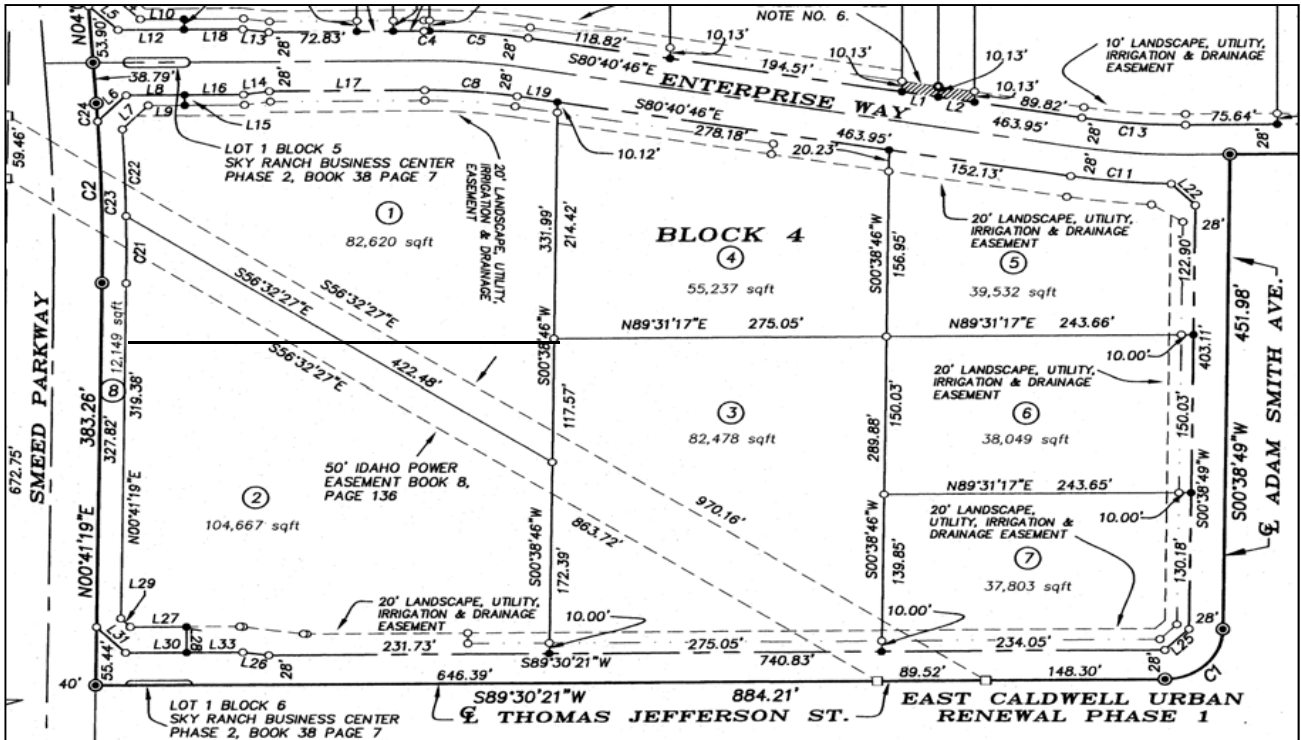 NOTE NO. 6.
N04°
53.90'
L5
L10
L12
L18
L13
28'
72.83'
C4
C5
28'
118.82'
10.13'
S80°40'46"E
194.51'
10.13'
10.13'
10.13'
L1
L2
89.82'
10' LANDSCAPE, UTILITY,
IRRIGATION & DRAINAGE
EASEMENT
28'
C13
75.64'
28'
ENTERPRISE WAY
38.79'
L6
L8
L16
L14
28'
L17
C8
28'
L19
S80°40'46"E
278.18'
463.95'
463.95'
C24
L7
L9
L15
10.12'
20.23'
152.13'
28'
C11
L22
28'
59.46'
LOT 1 BLOCK 5
SKY RANCH BUSINESS CENTER
PHASE 2, BOOK 38 PAGE 7
20' LANDSCAPE, UTILITY,
IRRIGATION & DRAINAGE
EASEMENT
C2
C22
C23
C21
1
82,620 sqft
331.99'
214.42'
BLOCK 4
4
55,237 sqft
S00°38'46"W
156.95'
20' LANDSCAPE, UTILITY,
IRRIGATION & DRAINAGE
EASEMENT
5
39,532 sqft
122.90'
S56°32'27"E
S56°32'27"E
S56°32'27"E
422.48'
N89°31'17"E 275.05'
N89°31'17"E 243.66'
10.00'
403.11'
451.98'
SMEED PARKWAY
672.75'
383.26'
327.82'
8
12,149 sqft
319.38'
S00°38'46"W
117.57'
3
82,478 sqft
289.88'
150.03'
20' LANDSCAPE, UTILITY,
IRRIGATION & DRAINAGE
EASEMENT
6
38,049 sqft
150.03'
S00°38'49"W
S00°38'49"W
℄ ADAM SMITH AVE.
50' IDAHO POWER
EASEMENT BOOK 8,
PAGE 136
2
104,667 sqft
N00°41'19"E
N00°41'19"E
970.16'
863.72'
N89°31'17"E 243.65'
10.00'
20' LANDSCAPE,
UTILITY, IRRIGATION &
DRAINAGE EASEMENT
S00°38'46"W
172.39'
S00°38'46"W
139.85'
7
37,803 sqft
130.18'
L29
L27
L31
L30
28'
L33
L26
28'
20' LANDSCAPE, UTILITY,
IRRIGATION & DRAINAGE
EASEMENT
231.73'
10.00'
275.05'
10.00'
234.05'
28'
L25
28'
C7
55.44'
40'
S89°30'21"W 740.83'
646.39'
89.52'
148.30'
S89°30'21"W 884.21'
℄ THOMAS JEFFERSON ST.
EAST CALDWELL URBAN
RENEWAL PHASE 1
LOT 1 BLOCK 6
SKY RANCH BUSINESS CENTER
PHASE 2, BOOK 38 PAGE 7